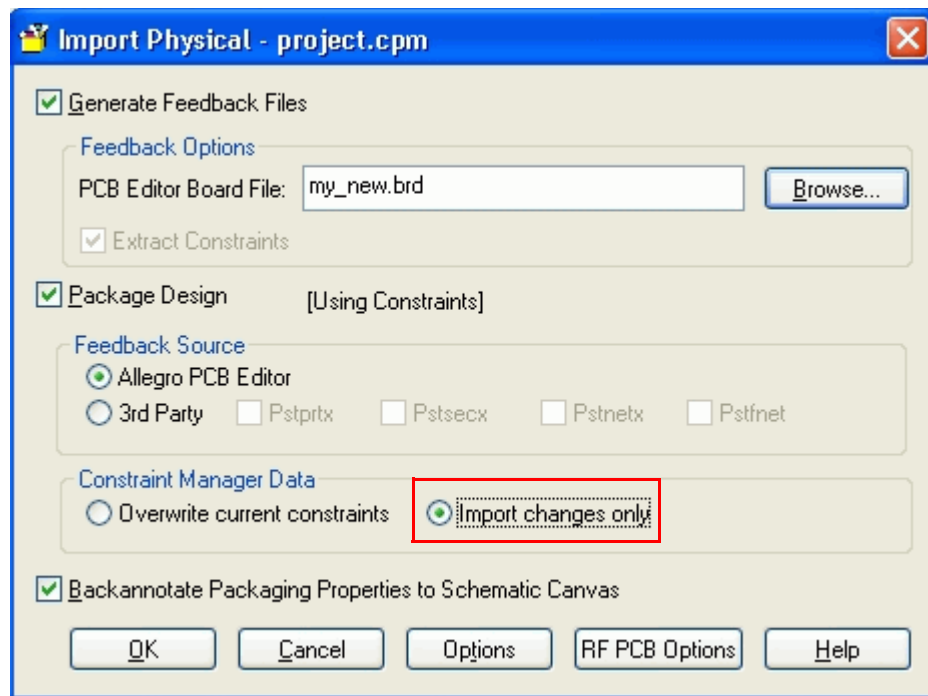 Import Physical - project.cpm
Generate Feedback Files
Feedback Options
PCB Editor Board File: my_new.brd Browse...
Extract Constraints
Package Design [Using Constraints]
Feedback Source
Allegro PCB Editor
3rd Party Pstprtx Pstsecx Pstnetx Pstfnet
Constraint Manager Data
Overwrite current constraints Import changes only
Backannotate Packaging Properties to Schematic Canvas
OK Cancel Options RF PCB Options Help